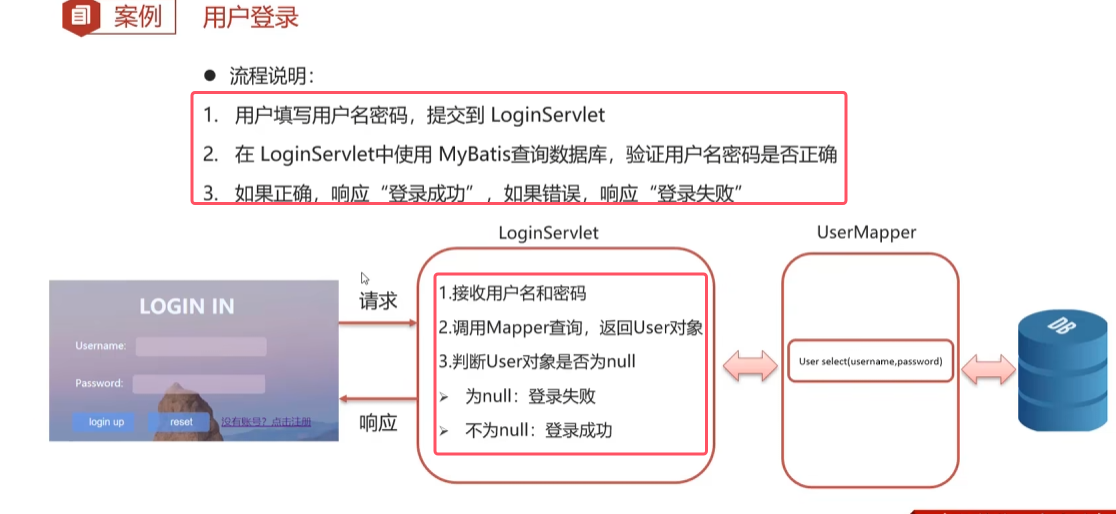 案例
用户登录
● 流程说明：
1. 用户填写用户名密码，提交到 LoginServlet
2. 在 LoginServlet中使用 MyBatis查询数据库，验证用户名密码是否正确
3. 如果正确，响应“登录成功”，如果错误，响应“登录失败”
LoginServlet
UserMapper
LOGIN IN
Username:
Password:
login up
reset
没有账号？点击注册
请求
响应
1.接收用户名和密码
2.调用Mapper查询，返回User对象
3.判断User对象是否为null
➢ 为null：登录失败
➢ 不为null：登录成功
User select(username,password)
DB